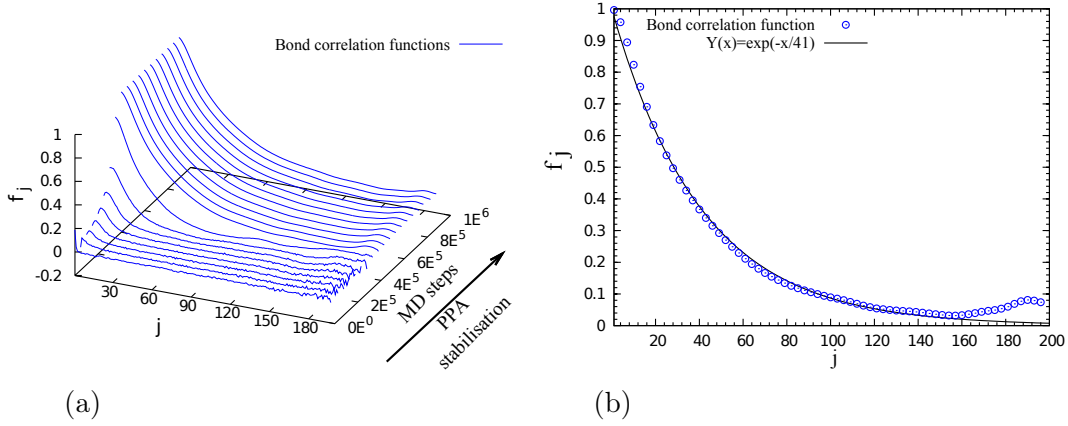 Bond correlation functions
1
0.8
0.6
0.4
0.2
0
-0.2
f j
30
60
90
120
150
180
j
0E⁰
2E⁵
4E⁵
6E⁵
8E⁵
1E⁶
MD steps
PPA
stabilisation
(a)
Bond correlation function
Y(x)=exp(-x/41)
1
0.9
0.8
0.7
0.6
0.5
0.4
0.3
0.2
0.1
0
f j
20
40
60
80
100
120
140
160
180
200
j
(b)